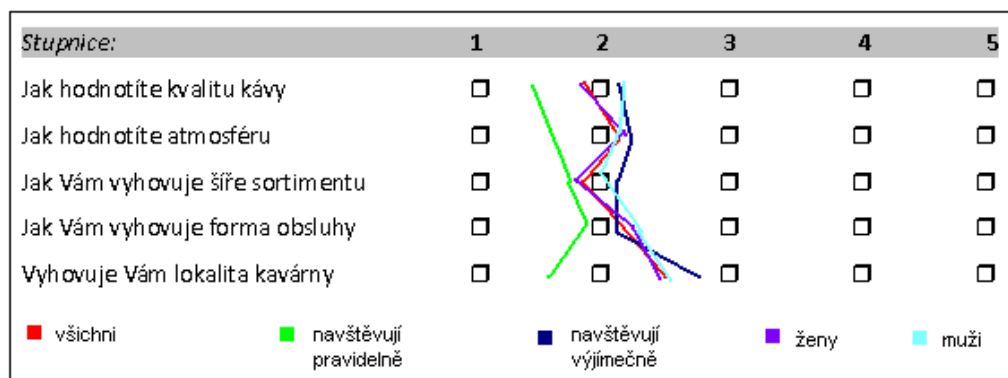 Stupnice: 1 2 3 4 5
Jak hodnotíte kvalitu kávy
Jak hodnotíte atmosféru
Jak Vám vyhovuje šíře sortimentu
Jak Vám vyhovuje forma obsluhy
Vyhovuje Vám lokalita kavárny
všichni
navštěvují
pravidelně
navštěvují
výjímečně
ženy
muži